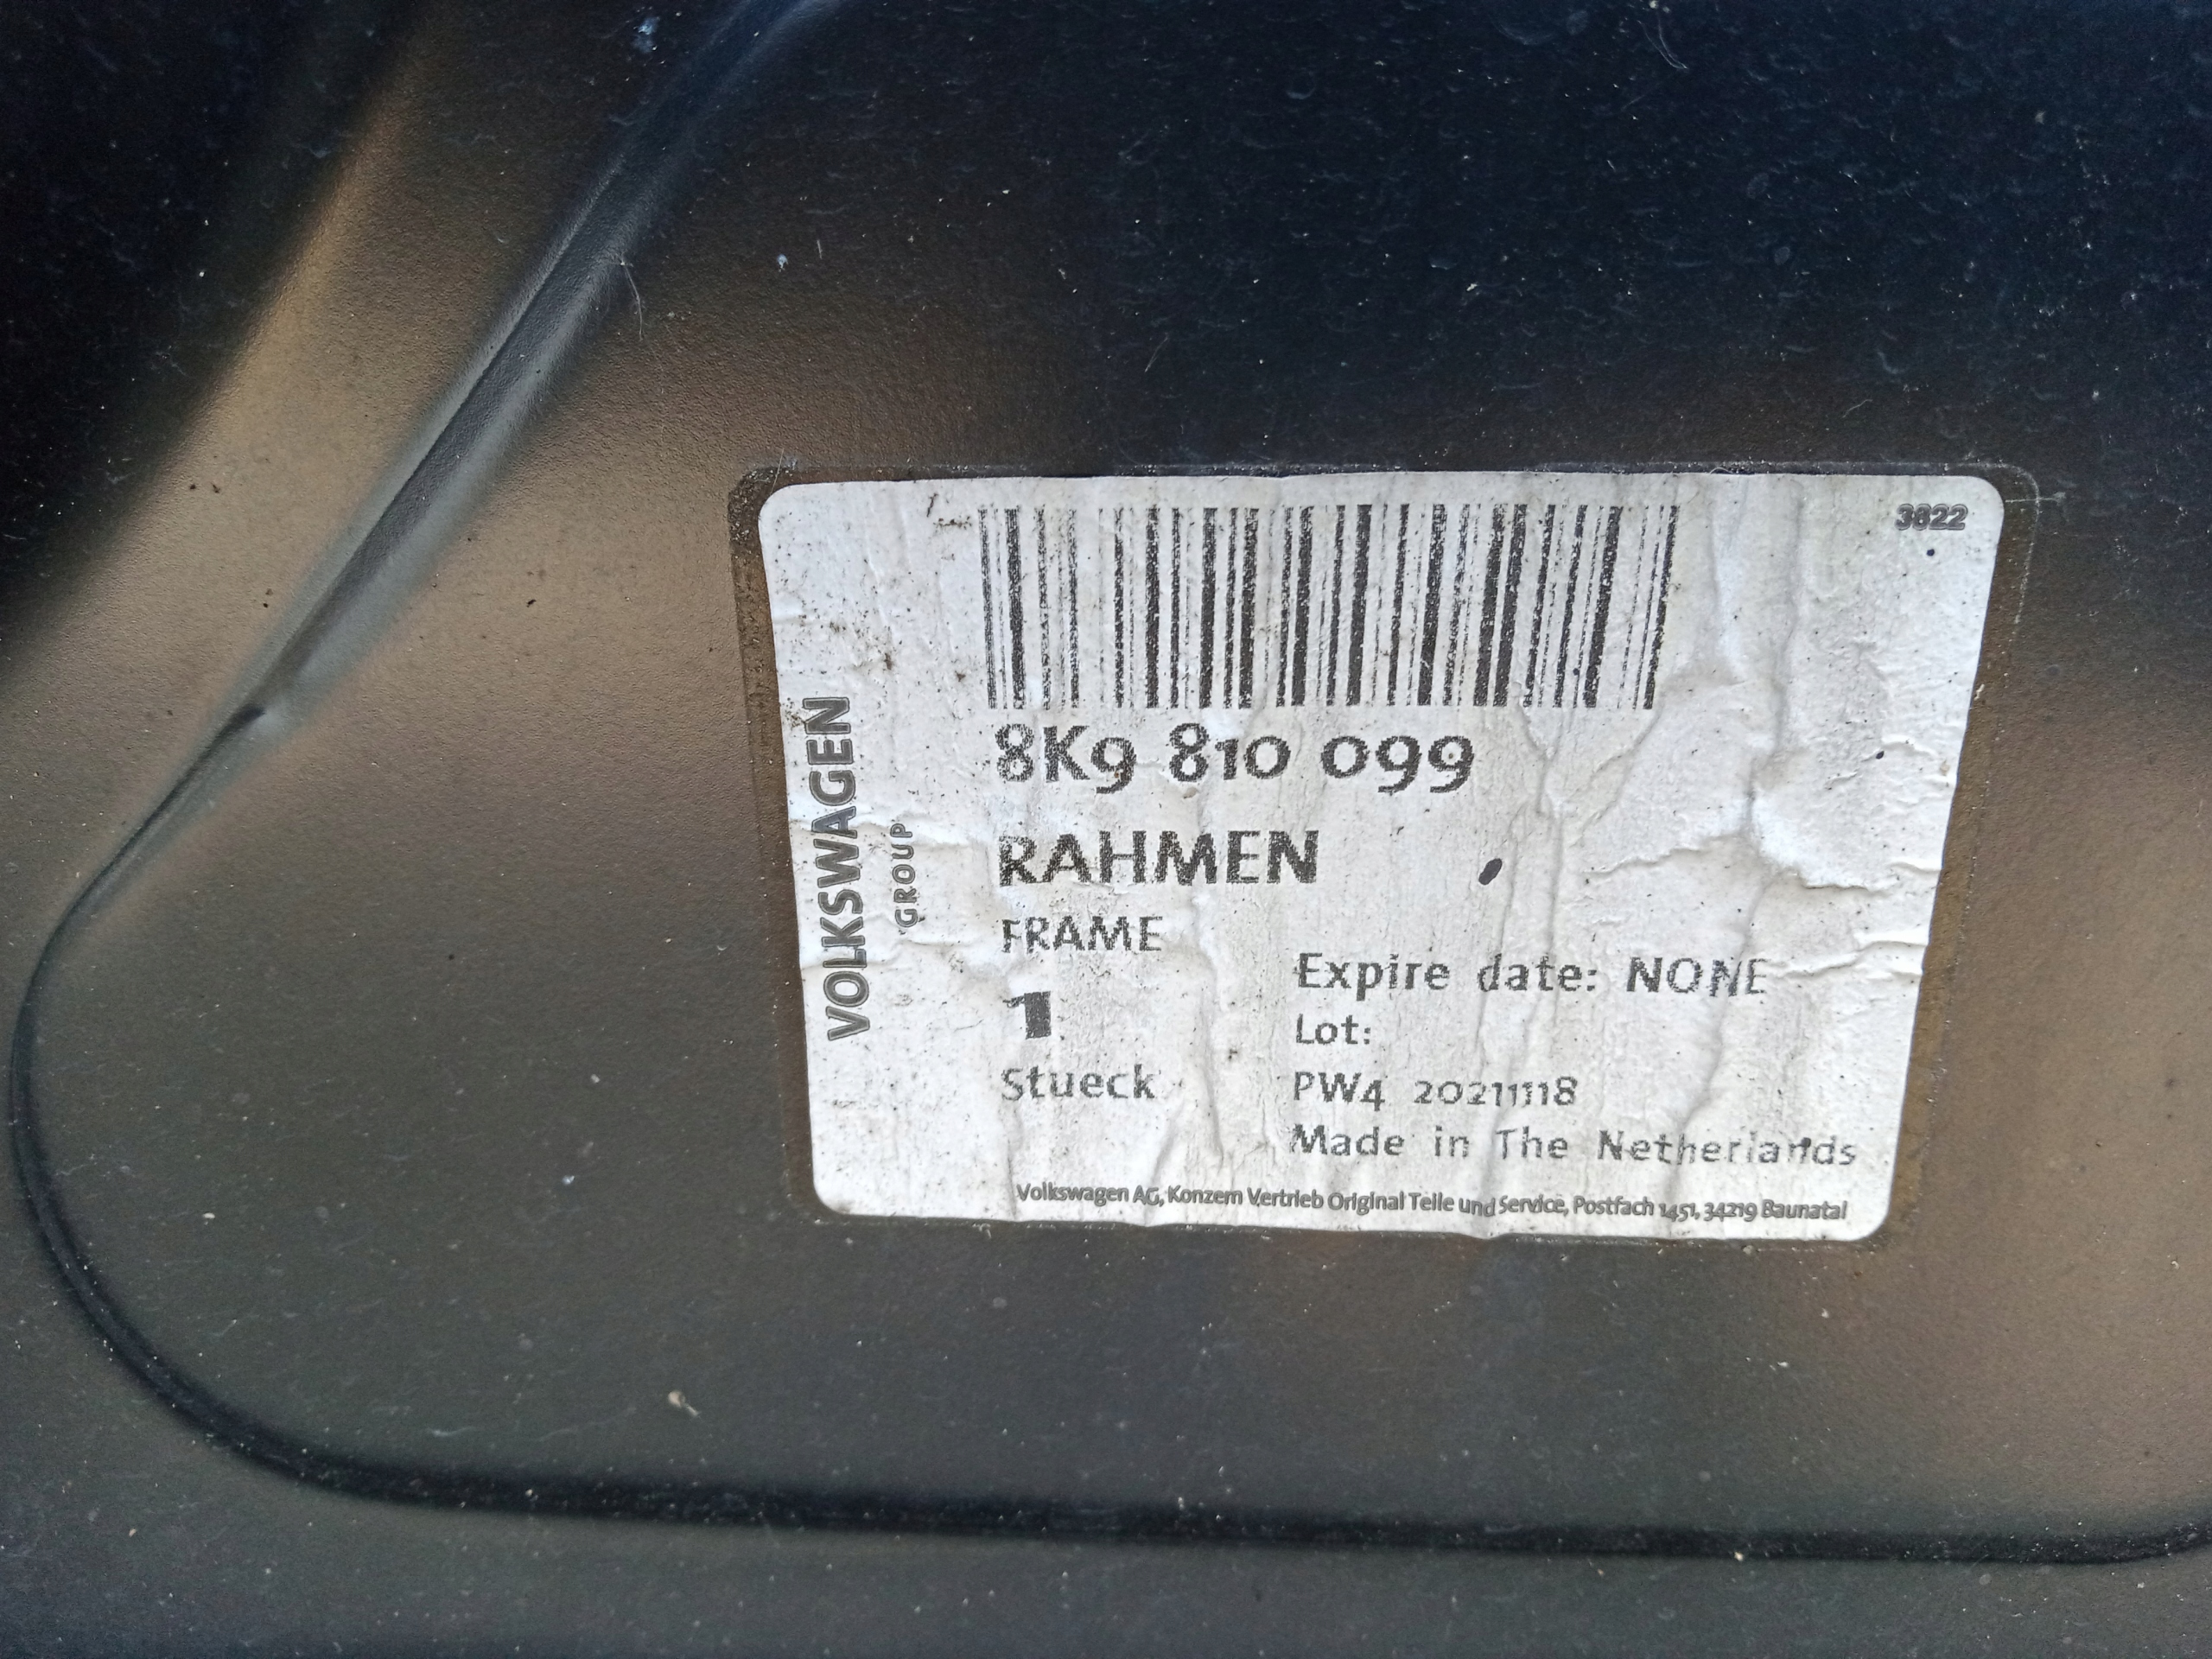 3822
8K9 810 099
RAHMEN
FRAME
1
Stueck
Expire date: NONE
Lot:
PW4 20211118
Made in The Netherlands
Volkswagen AG, Konzern Vertrieb Original Teile und Service, Postfach 1451, 34219 Baunatal
VOLKSWAGEN
GROUP